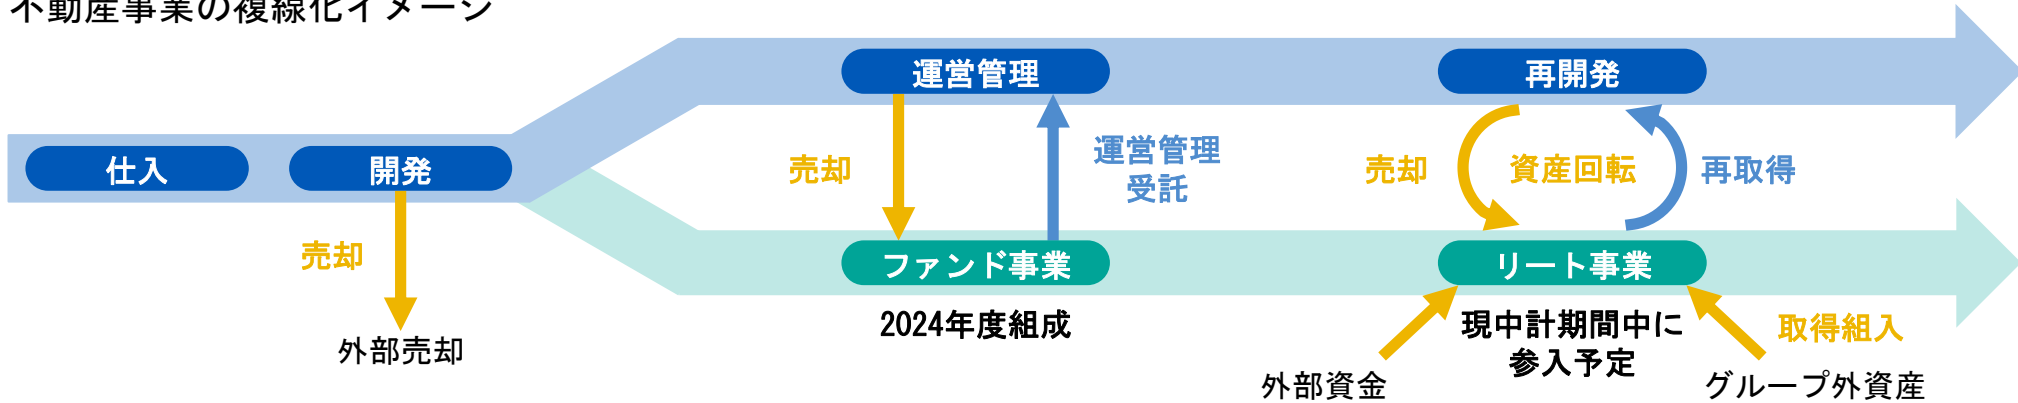 不動産事業の複線化イメージ
運営管理
再開発
仕入
開発
売却
運営管理
受託
売却
資産回転
再取得
売却
ファンド事業
リート事業
2024年度組成
現中計期間中に
参入予定
取得組入
外部売却
外部資金
グループ外資産